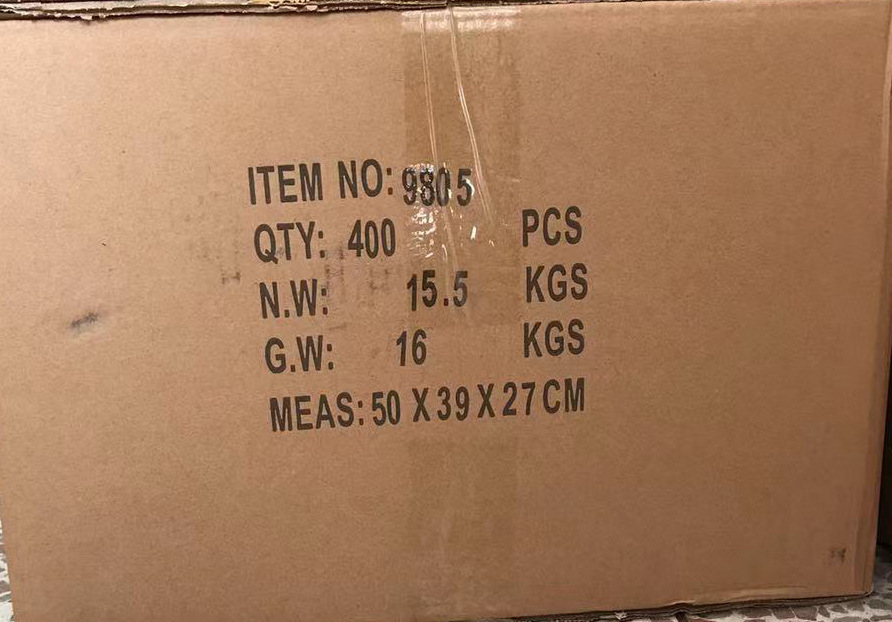 ITEM NO: 9805
QTY: 400 PCS
N.W: 15.5 KGS
G.W: 16 KGS
MEAS: 50 X 39 X 27 CM